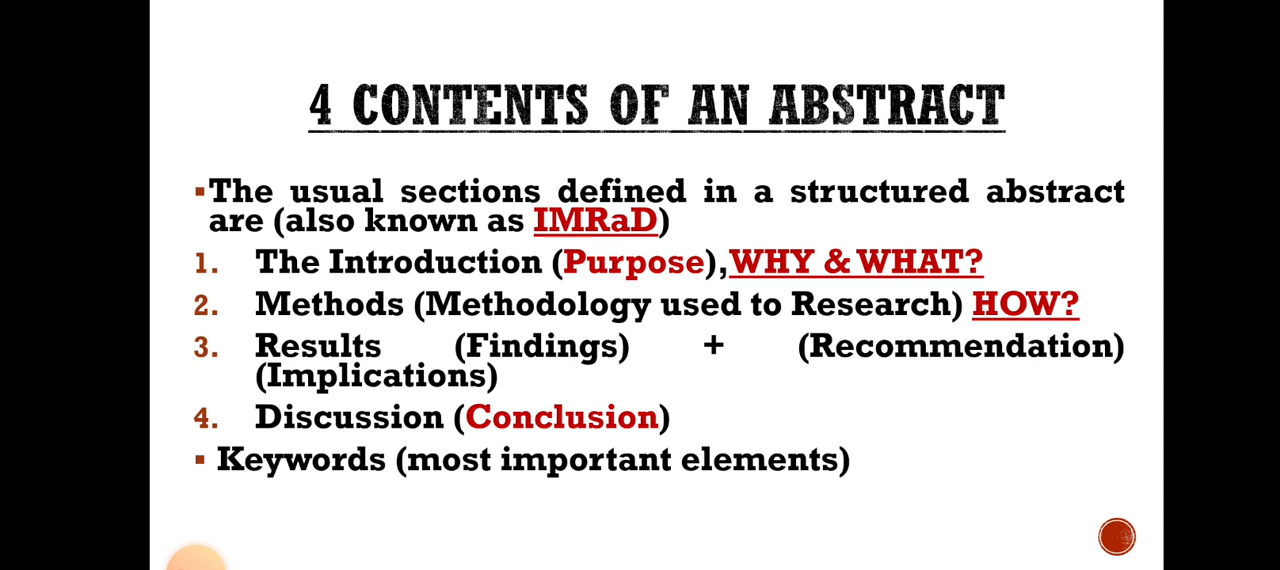 4 CONTENTS OF AN ABSTRACT
▪The usual sections defined in a structured abstract
are (also known as IMRaD)
1. The Introduction (Purpose),WHY & WHAT?
2. Methods (Methodology used to Research) HOW?
3. Results (Findings) + (Recommendation)
(Implications)
4. Discussion (Conclusion)
▪ Keywords (most important elements)